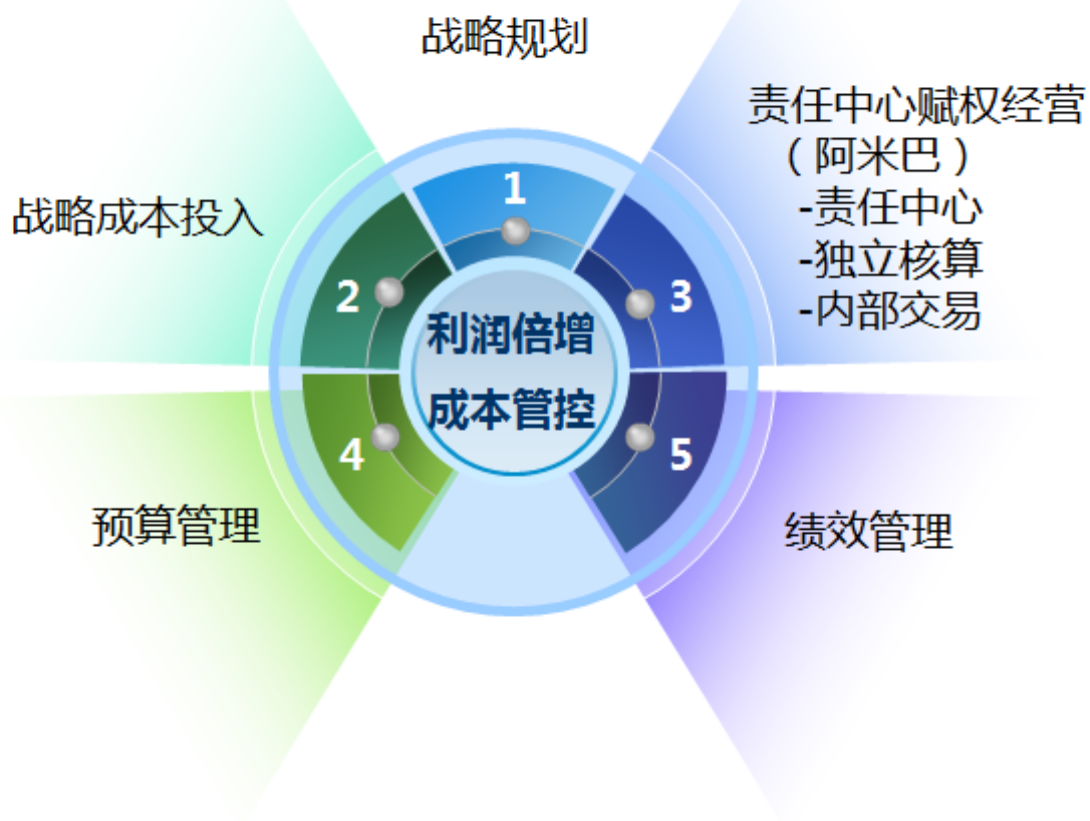 战略规划
责任中心赋权经营
（阿米巴）
-责任中心
-独立核算
-内部交易
战略成本投入
1
2
3
利润倍增
成本管控
4
5
预算管理
绩效管理